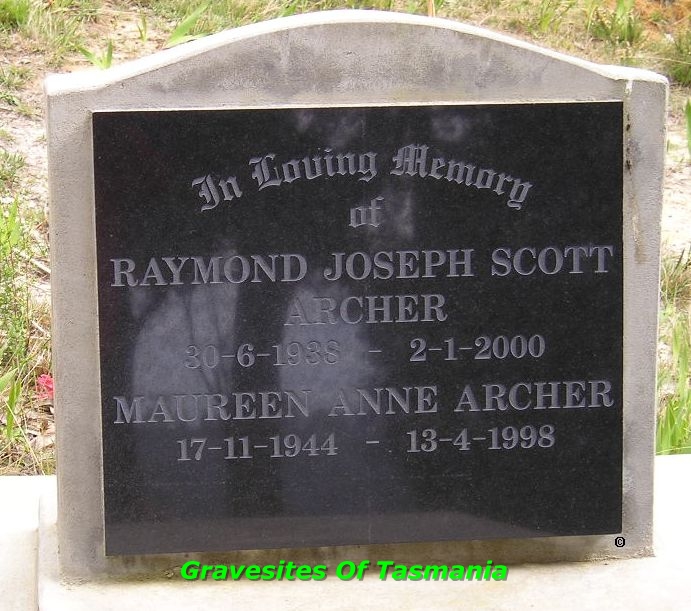 In Loving Memory
of
RAYMOND JOSEPH SCOTT
ARCHER
30-6-1938 - 2-1-2000
MAUREEN ANNE ARCHER
17-11-1944 - 13-4-1998
©
Gravesites Of Tasmania